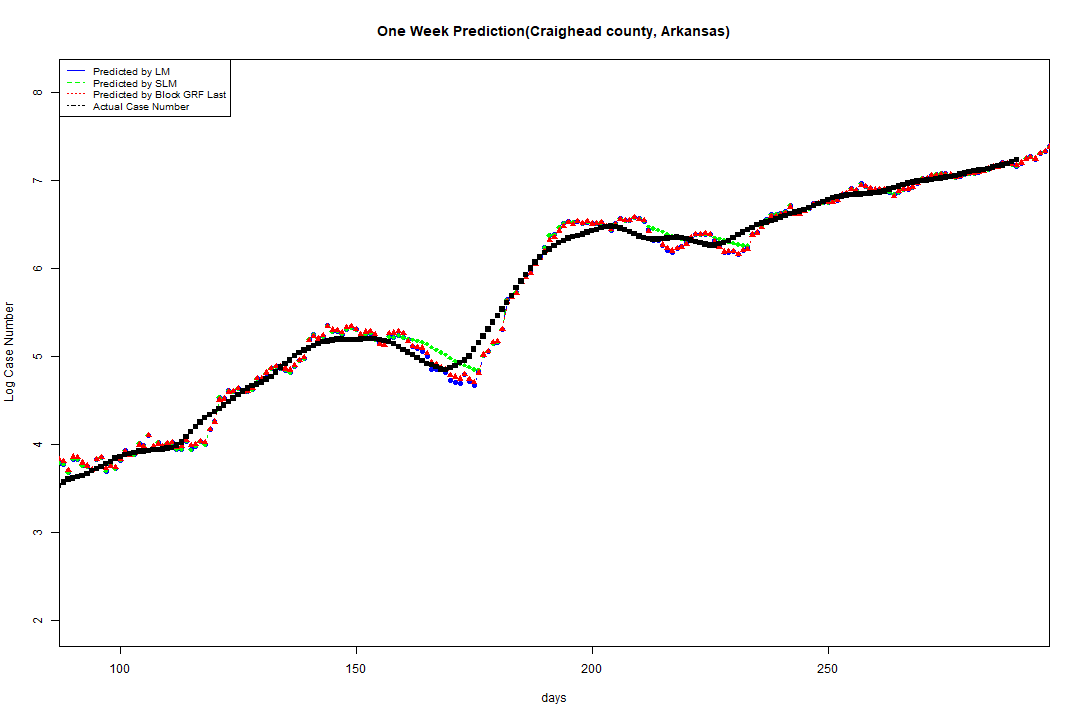 One Week Prediction(Craighead county, Arkansas)
Predicted by LM
Predicted by SLM
Predicted by Block GRF Last
Actual Case Number
8
7
6
5
4
3
2
Log Case Number
100 150 200 250
days